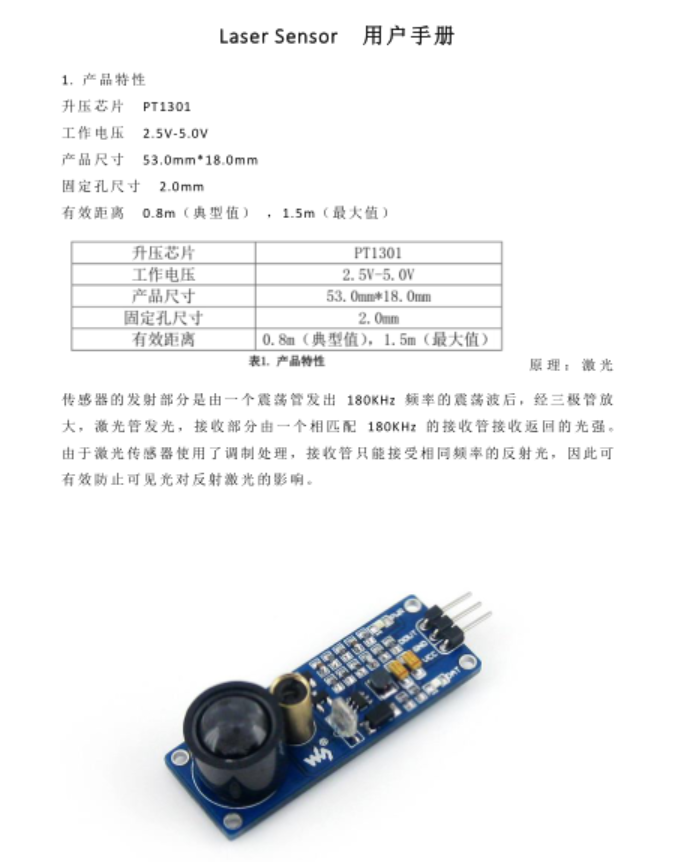 Laser Sensor 用户手册
1. 产品特性
升压芯片 PT1301
工作电压 2.5V-5.0V
产品尺寸 53.0mm*18.0mm
固定孔尺寸 2.0mm
有效距离 0.8m（典型值），1.5m（最大值）
升压芯片 PT1301
工作电压 2.5V-5.0V
产品尺寸 53.0mm*18.0mm
固定孔尺寸 2.0mm
有效距离 0.8m（典型值），1.5m（最大值）
表1. 产品特性
原理：激光
传感器的发射部分是由一个震荡管发出 180KHz 频率的震荡波后，经三极管放
大，激光管发光，接收部分由一个相匹配 180KHz 的接收管接收返回的光强。
由于激光传感器使用了调制处理，接收管只能接受相同频率的反射光，因此可
有效防止可见光对反射激光的影响。
PWR
DOUT
GND
VCC
DAT